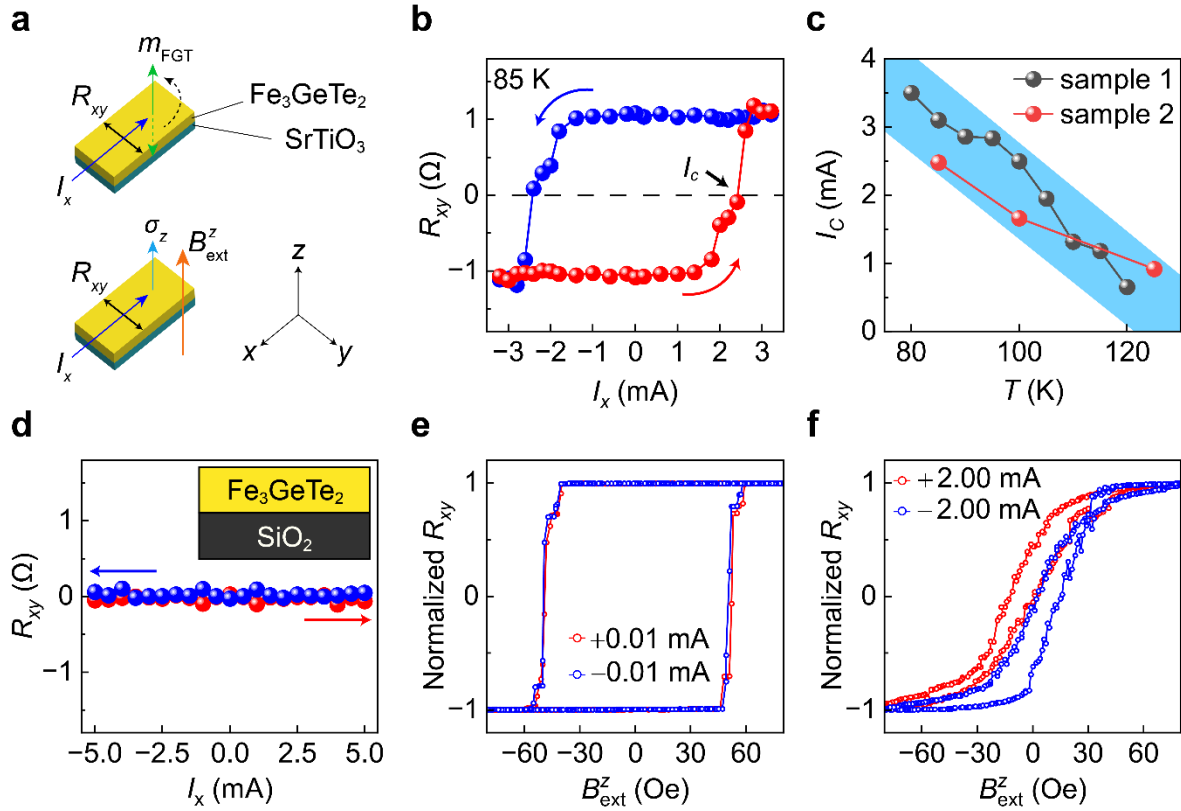 a
m_FGT
R_xy
Fe₃GeTe₂
SrTiO₃
I_x
σ_z
B^z_ext
R_xy
I_x
z
x
y
b
85 K
I_c
R_xy (Ω)
1
0
−1
−3 −2 −1 0 1 2 3
I_x (mA)
c
sample 1
sample 2
I_C (mA)
4
3
2
1
0
80 100 120
T (K)
d
Fe₃GeTe₂
SiO₂
R_xy (Ω)
1
0
−1
−5.0 −2.5 0.0 2.5 5.0
I_x (mA)
e
+0.01 mA
−0.01 mA
Normalized R_xy
1
0
−1
−60 −30 0 30 60
B^z_ext (Oe)
f
+2.00 mA
−2.00 mA
Normalized R_xy
1
0
−1
−60 −30 0 30 60
B^z_ext (Oe)